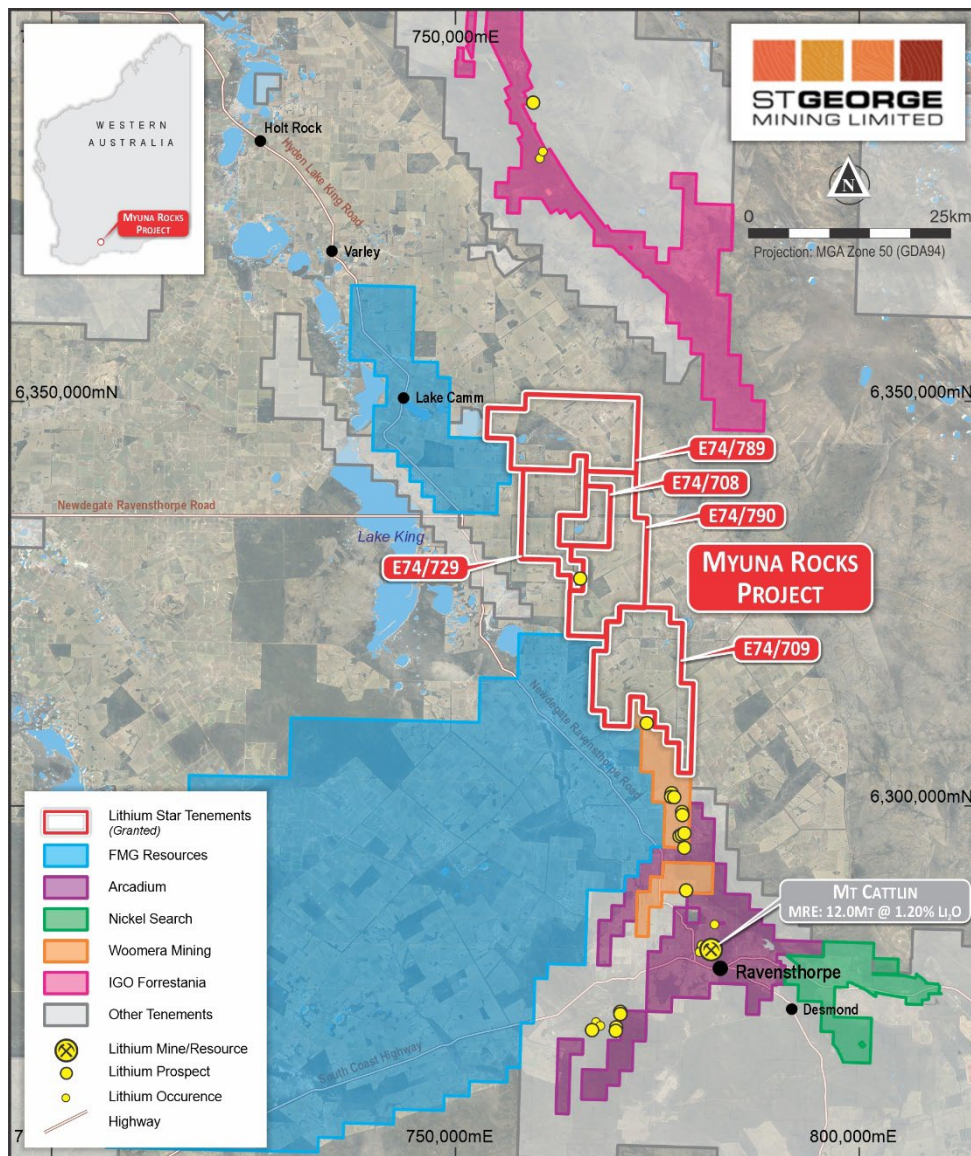 750,000mE
WESTERN
AUSTRALIA
MYUNA ROCKS
PROJECT
STGEORGE
MINING LIMITED
N
0 25km
Projection: MGA Zone 50 (GDA94)
Holt Rock
Hyden Lake King Road
Varley
6,350,000mN
6,350,000mN
Lake Camm
E74/789
E74/708
E74/790
Newdegate Ravensthorpe Road
Lake King
E74/729
MYUNA ROCKS
PROJECT
E74/709
Newdegate Ravensthorpe Road
6,300,000mN
MT CATTLIN
MRE: 12.0MT @ 1.20% LI₂O
Ravensthorpe
Desmond
South Coast Highway
Lithium Star Tenements
(Granted)
FMG Resources
Arcadium
Nickel Search
Woomera Mining
IGO Forrestania
Other Tenements
Lithium Mine/Resource
Lithium Prospect
Lithium Occurence
Highway
750,000mE
800,000mE